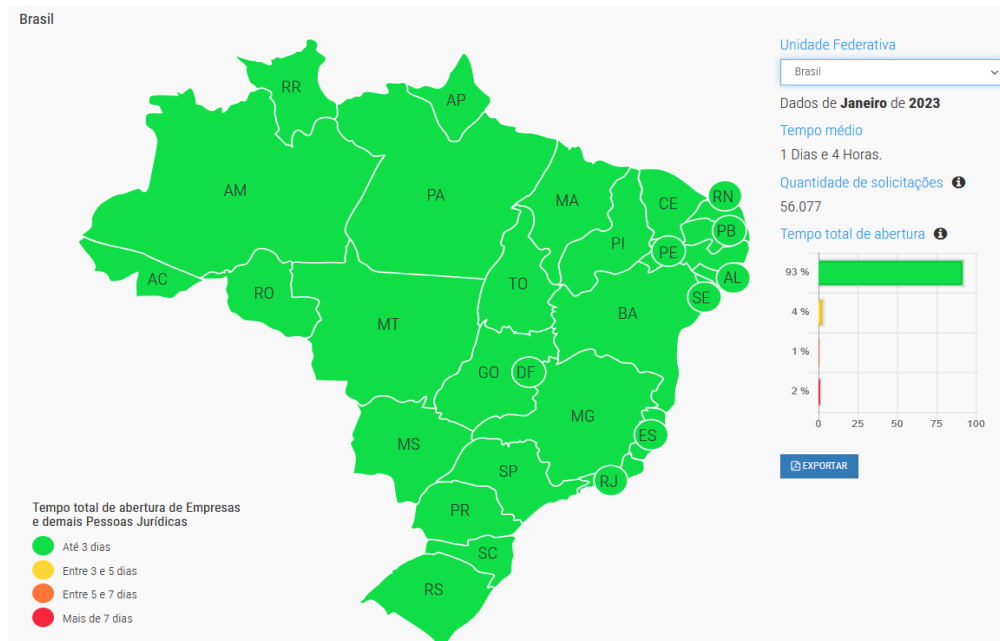 Brasil
Unidade Federativa
Brasil
Dados de Janeiro de 2023
Tempo médio
1 Dias e 4 Horas.
Quantidade de solicitações
56.077
Tempo total de abertura
93 %
4 %
1 %
2 %
0 25 50 75 100
EXPORTAR
RR
AP
AM
PA
MA
CE
RN
PI
PB
PE
AC
RO
TO
AL
SE
MT
BA
GO
DF
MG
MS
ES
SP
RJ
PR
SC
RS
Tempo total de abertura de Empresas
e demais Pessoas Jurídicas
Até 3 dias
Entre 3 e 5 dias
Entre 5 e 7 dias
Mais de 7 dias